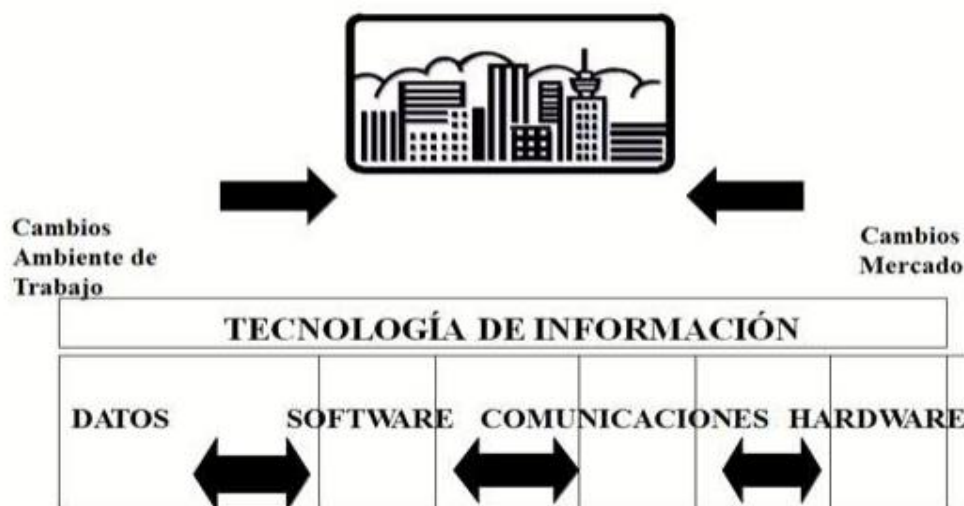 Cambios
Ambiente de
Trabajo
Cambios
Mercado
TECNOLOGÍA DE INFORMACIÓN
DATOS SOFTWARE COMUNICACIONES HARDWARE